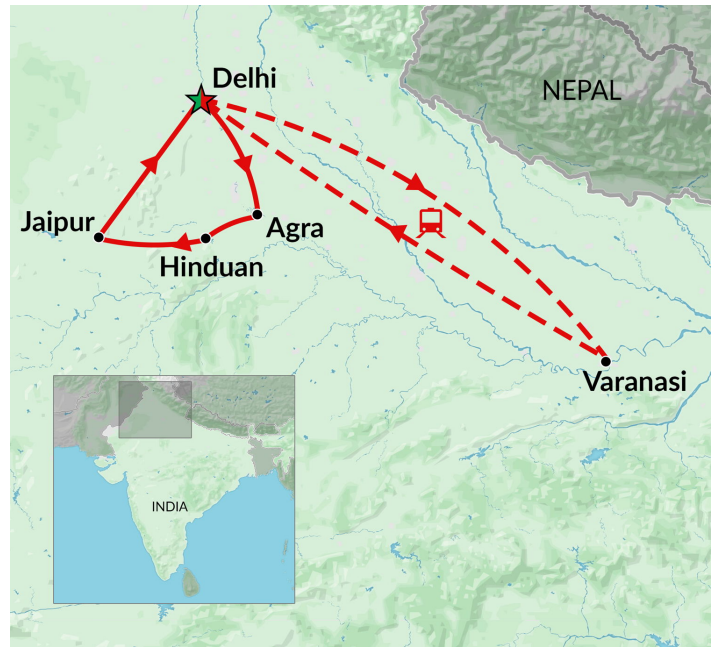 Delhi
NEPAL
Jaipur
Agra
Hinduan
Varanasi
INDIA